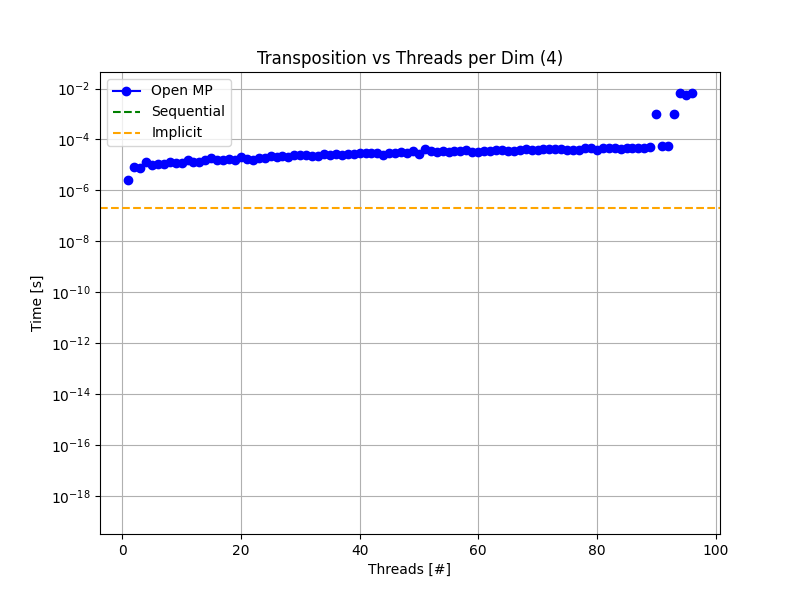 Transposition vs Threads per Dim (4)
Open MP
Sequential
Implicit
Time [s]
10⁻²
10⁻⁴
10⁻⁶
10⁻⁸
10⁻¹⁰
10⁻¹²
10⁻¹⁴
10⁻¹⁶
10⁻¹⁸
0 20 40 60 80 100
Threads [#]